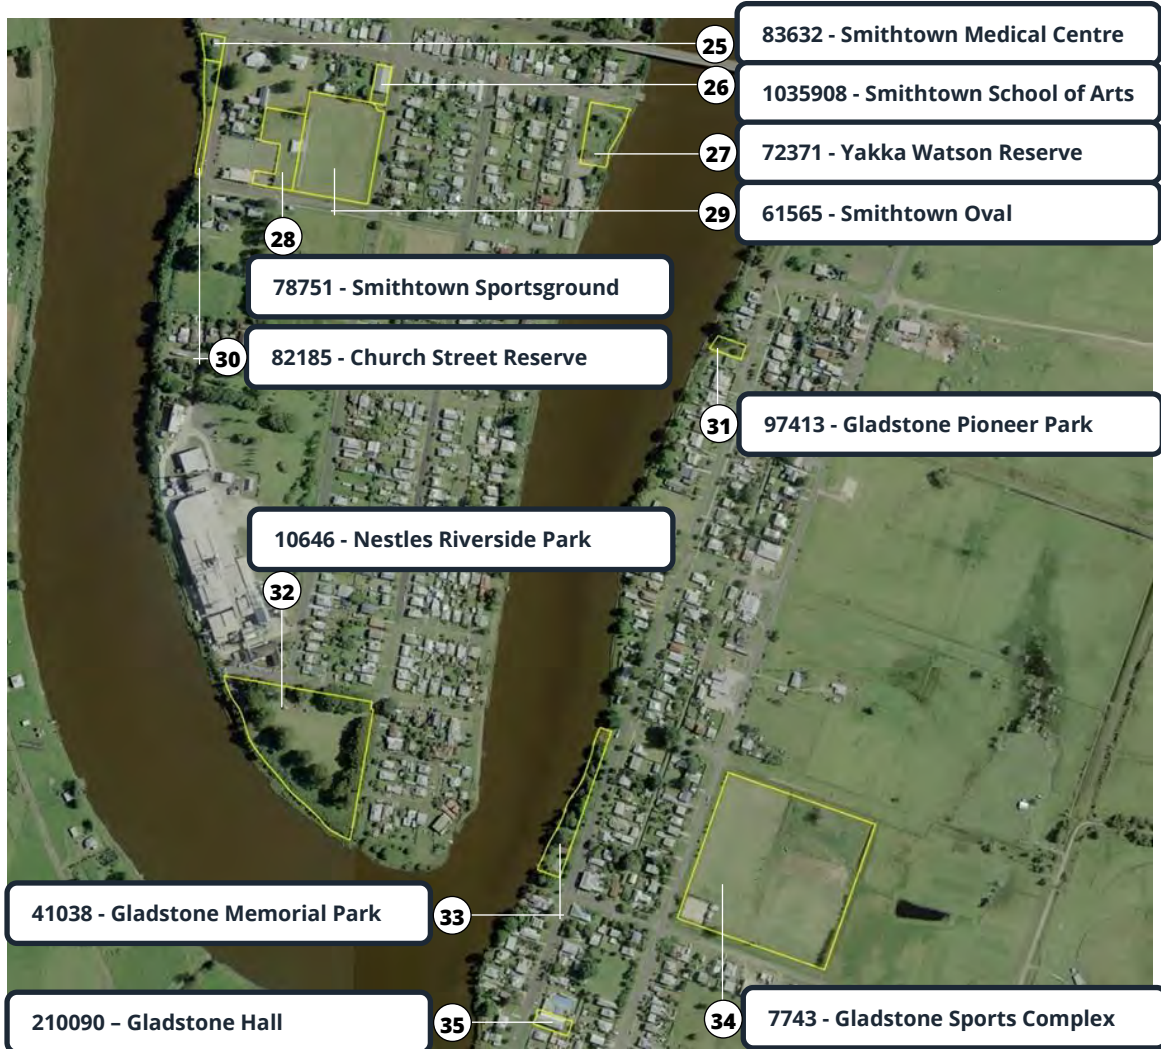 25
83632 - Smithtown Medical Centre
26
1035908 - Smithtown School of Arts
27
72371 - Yakka Watson Reserve
29
61565 - Smithtown Oval
28
78751 - Smithtown Sportsground
30
82185 - Church Street Reserve
31
97413 - Gladstone Pioneer Park
10646 - Nestles Riverside Park
32
41038 - Gladstone Memorial Park
33
210090 – Gladstone Hall
35
34
7743 - Gladstone Sports Complex